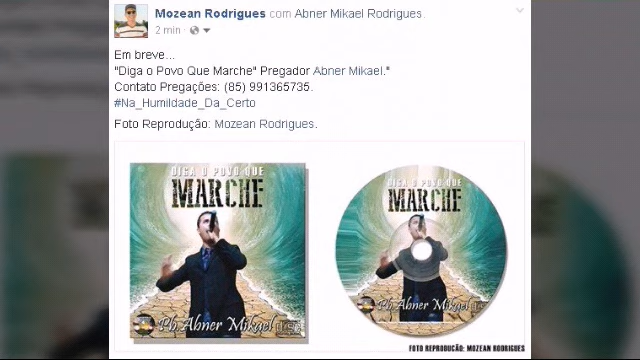 Mozean Rodrigues com Abner Mikael Rodrigues.
2 min ·
Em breve...
"Diga o Povo Que Marche" Pregador Abner Mikael."
Contato Pregações: (85) 991365735.
#Na_Humildade_Da_Certo
Foto Reprodução: Mozean Rodrigues.
DIGA O POVO QUE
MARCHE
Pb. Abner Mikael
DIGA O POVO QUE
MARCHE
Pb. Abner Mikael
FOTO REPRODUÇÃO: MOZEAN RODRIGUES